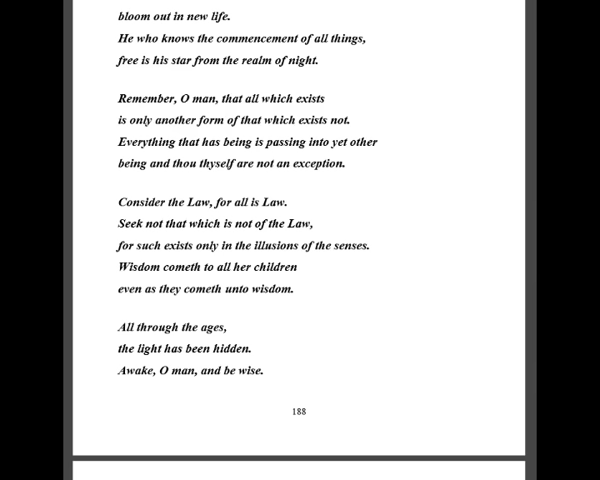 bloom out in new life.
He who knows the commencement of all things,
free is his star from the realm of night.
Remember, O man, that all which exists
is only another form of that which exists not.
Everything that has being is passing into yet other
being and thou thyself are not an exception.
Consider the Law, for all is Law.
Seek not that which is not of the Law,
for such exists only in the illusions of the senses.
Wisdom cometh to all her children
even as they cometh unto wisdom.
All through the ages,
the light has been hidden.
Awake, O man, and be wise.
188